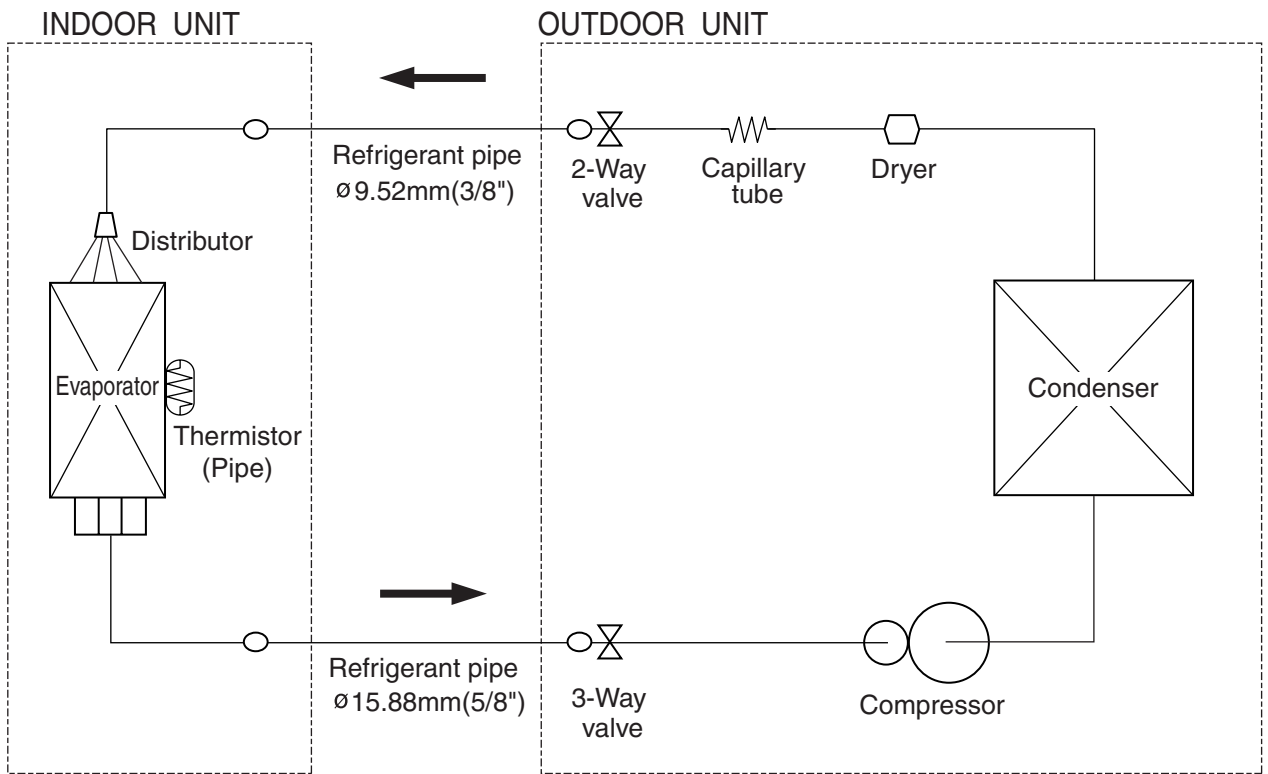 INDOOR UNIT
OUTDOOR UNIT
Refrigerant pipe
ø9.52mm(3/8")
2-Way
valve
Capillary
tube
Dryer
Distributor
Evaporator
Thermistor
(Pipe)
Condenser
Refrigerant pipe
ø15.88mm(5/8")
3-Way
valve
Compressor